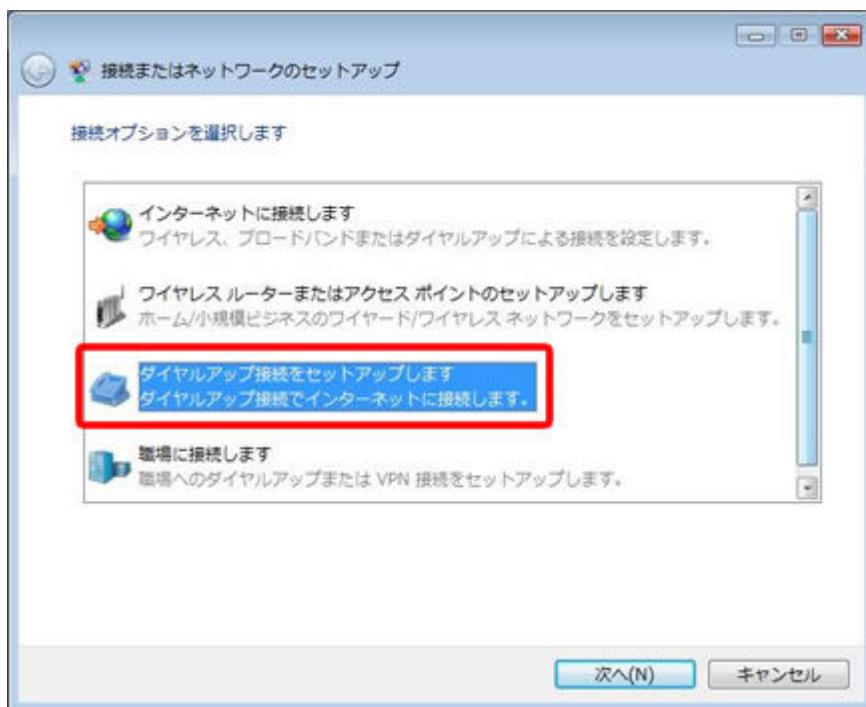 接続またはネットワークのセットアップ
接続オプションを選択します
インターネットに接続します
ワイヤレス、ブロードバンドまたはダイヤルアップによる接続を設定します。
ワイヤレス ルーターまたはアクセス ポイントのセットアップします
ホーム/小規模ビジネスのワイヤード/ワイヤレス ネットワークをセットアップします。
ダイヤルアップ接続をセットアップします
ダイヤルアップ接続でインターネットに接続します。
職場に接続します
職場へのダイヤルアップまたは VPN 接続をセットアップします。
次へ(N) キャンセル